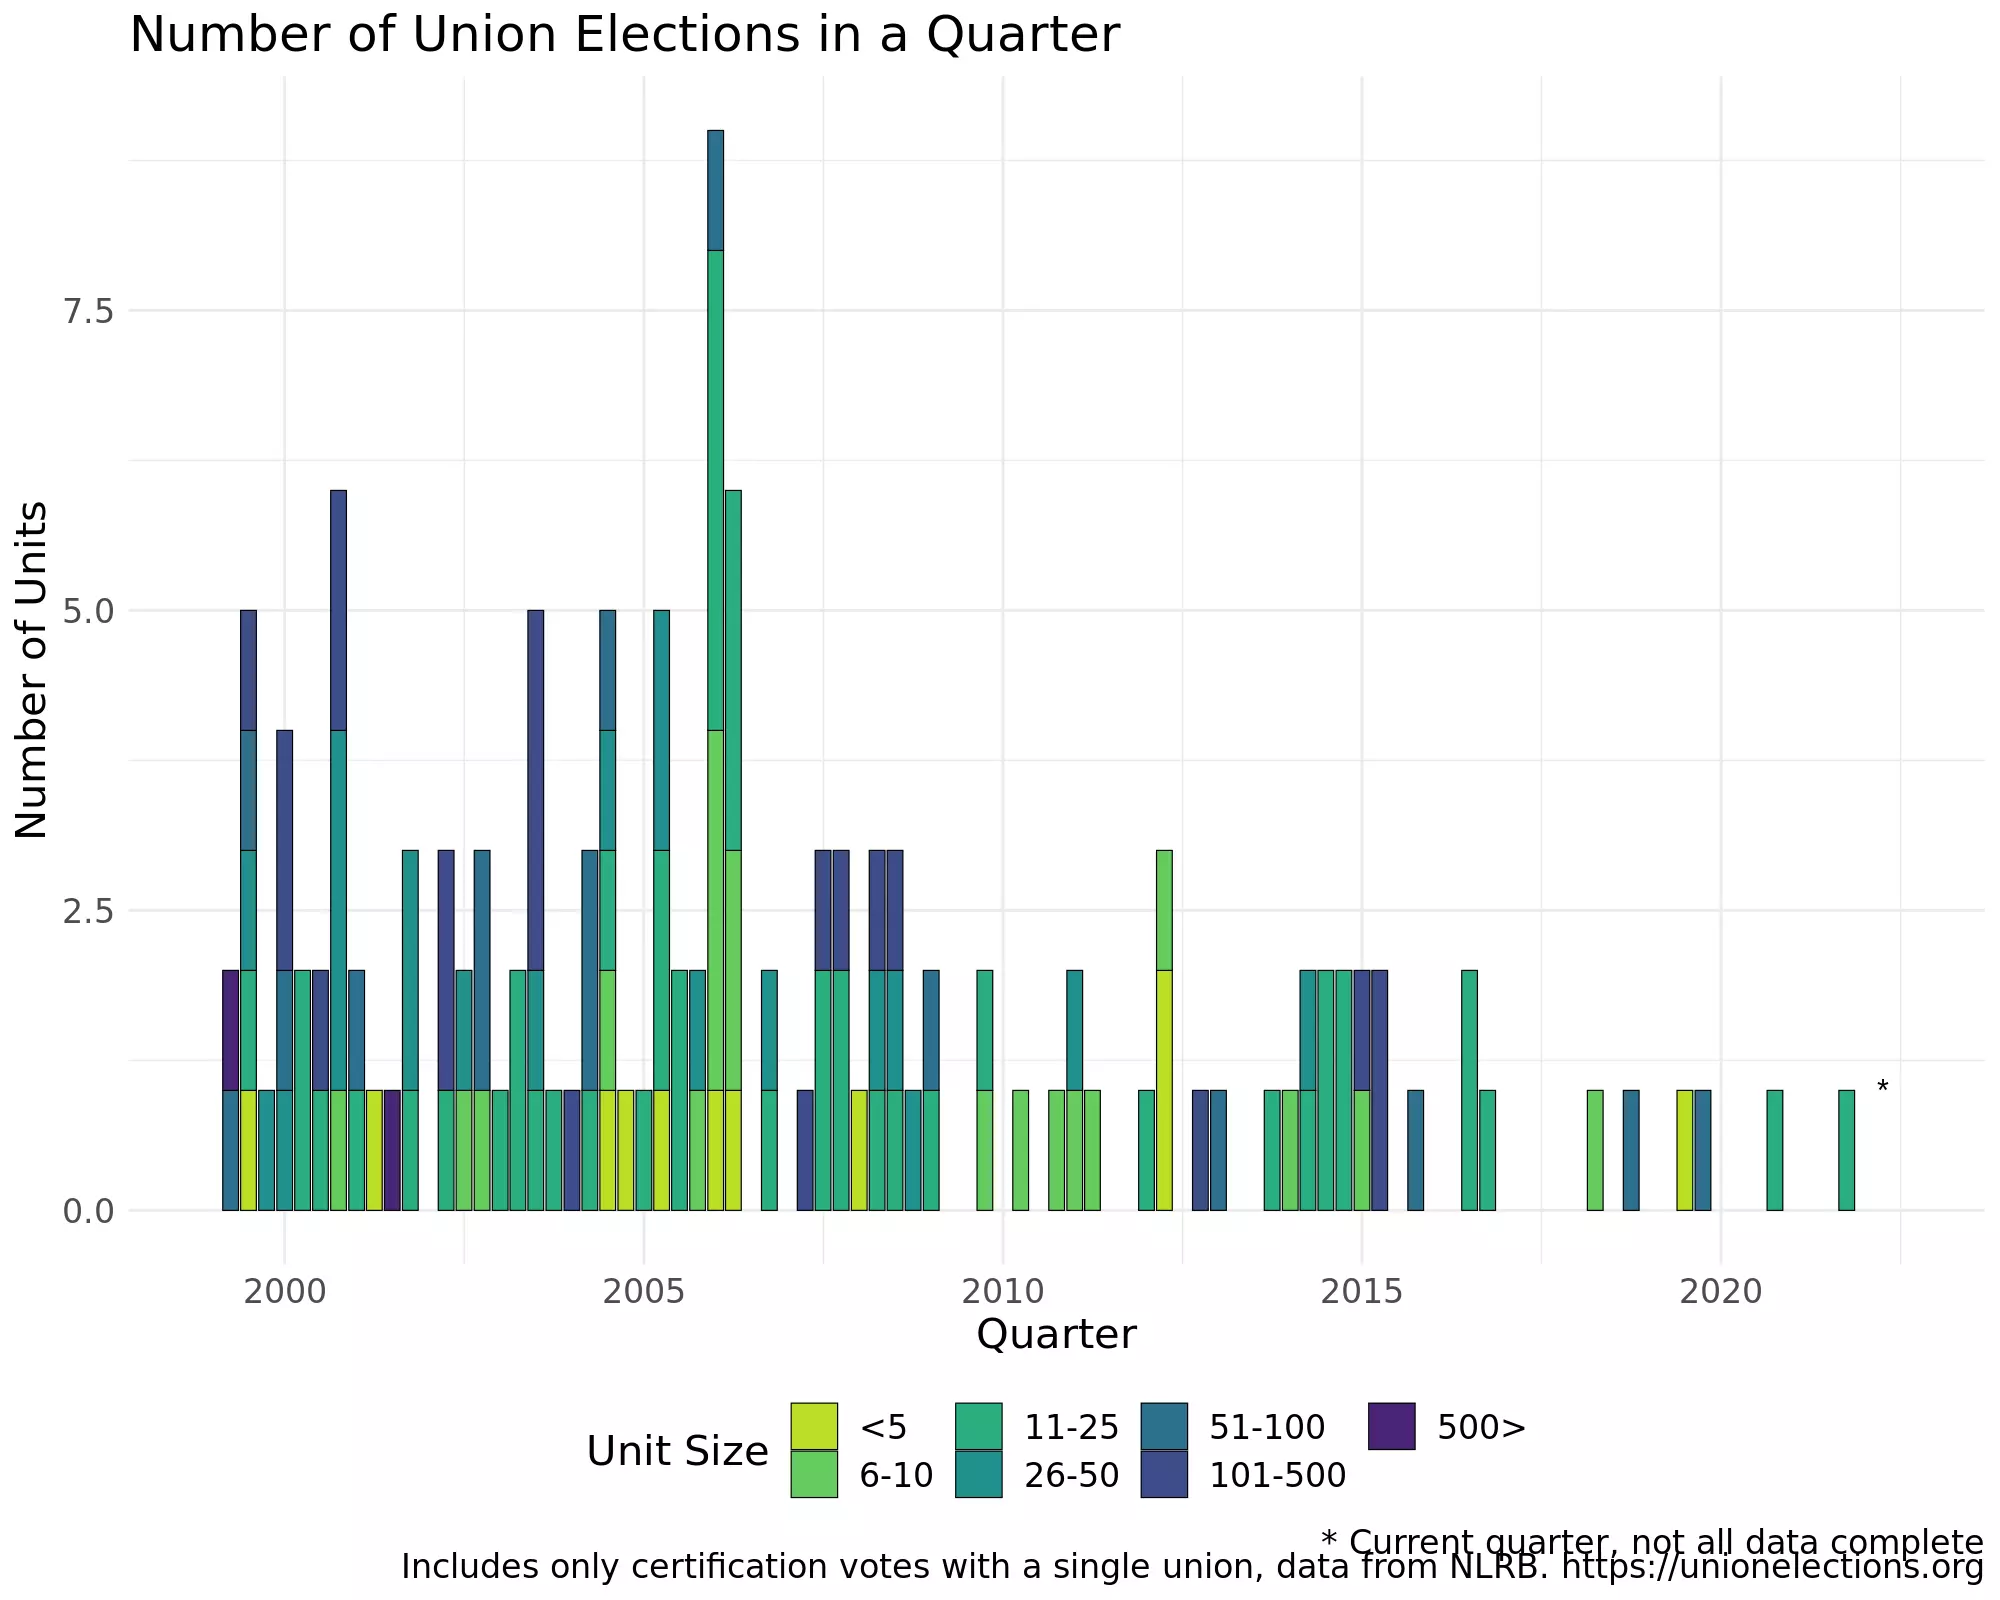 Number of Union Elections in a Quarter
Number of Units
7.5
5.0
2.5
0.0
*
2000 2005 2010 2015 2020
Quarter
Unit Size
<5 11-25 51-100 500>
6-10 26-50 101-500
* Current quarter, not all data complete
Includes only certification votes with a single union, data from NLRB. https://unionelections.org